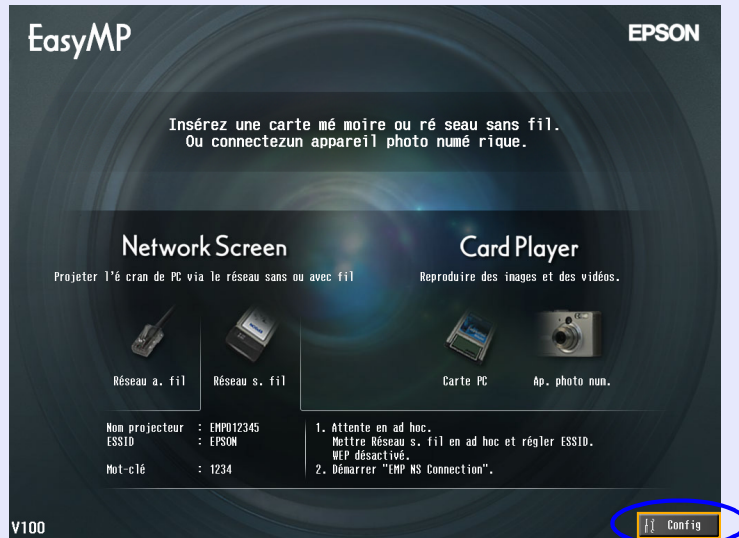 EasyMP
EPSON
Insérez une carte mé moire ou ré seau sans fil.
Ou connectezun appareil photo numé rique.
Network Screen
Projeter l'é cran de PC via le réseau sans ou avec fil
Réseau a. fil
Réseau s. fil
Card Player
Reproduire des images et des vidéos.
Carte PC
Ap. photo num.
Nom projecteur : EMP012345
ESSID : EPSON
Mot-clé : 1234
1. Attente en ad hoc.
Mettre Réseau s. fil en ad hoc et régler ESSID.
WEP désactivé.
2. Démarrer "EMP NS Connection".
V100
Config